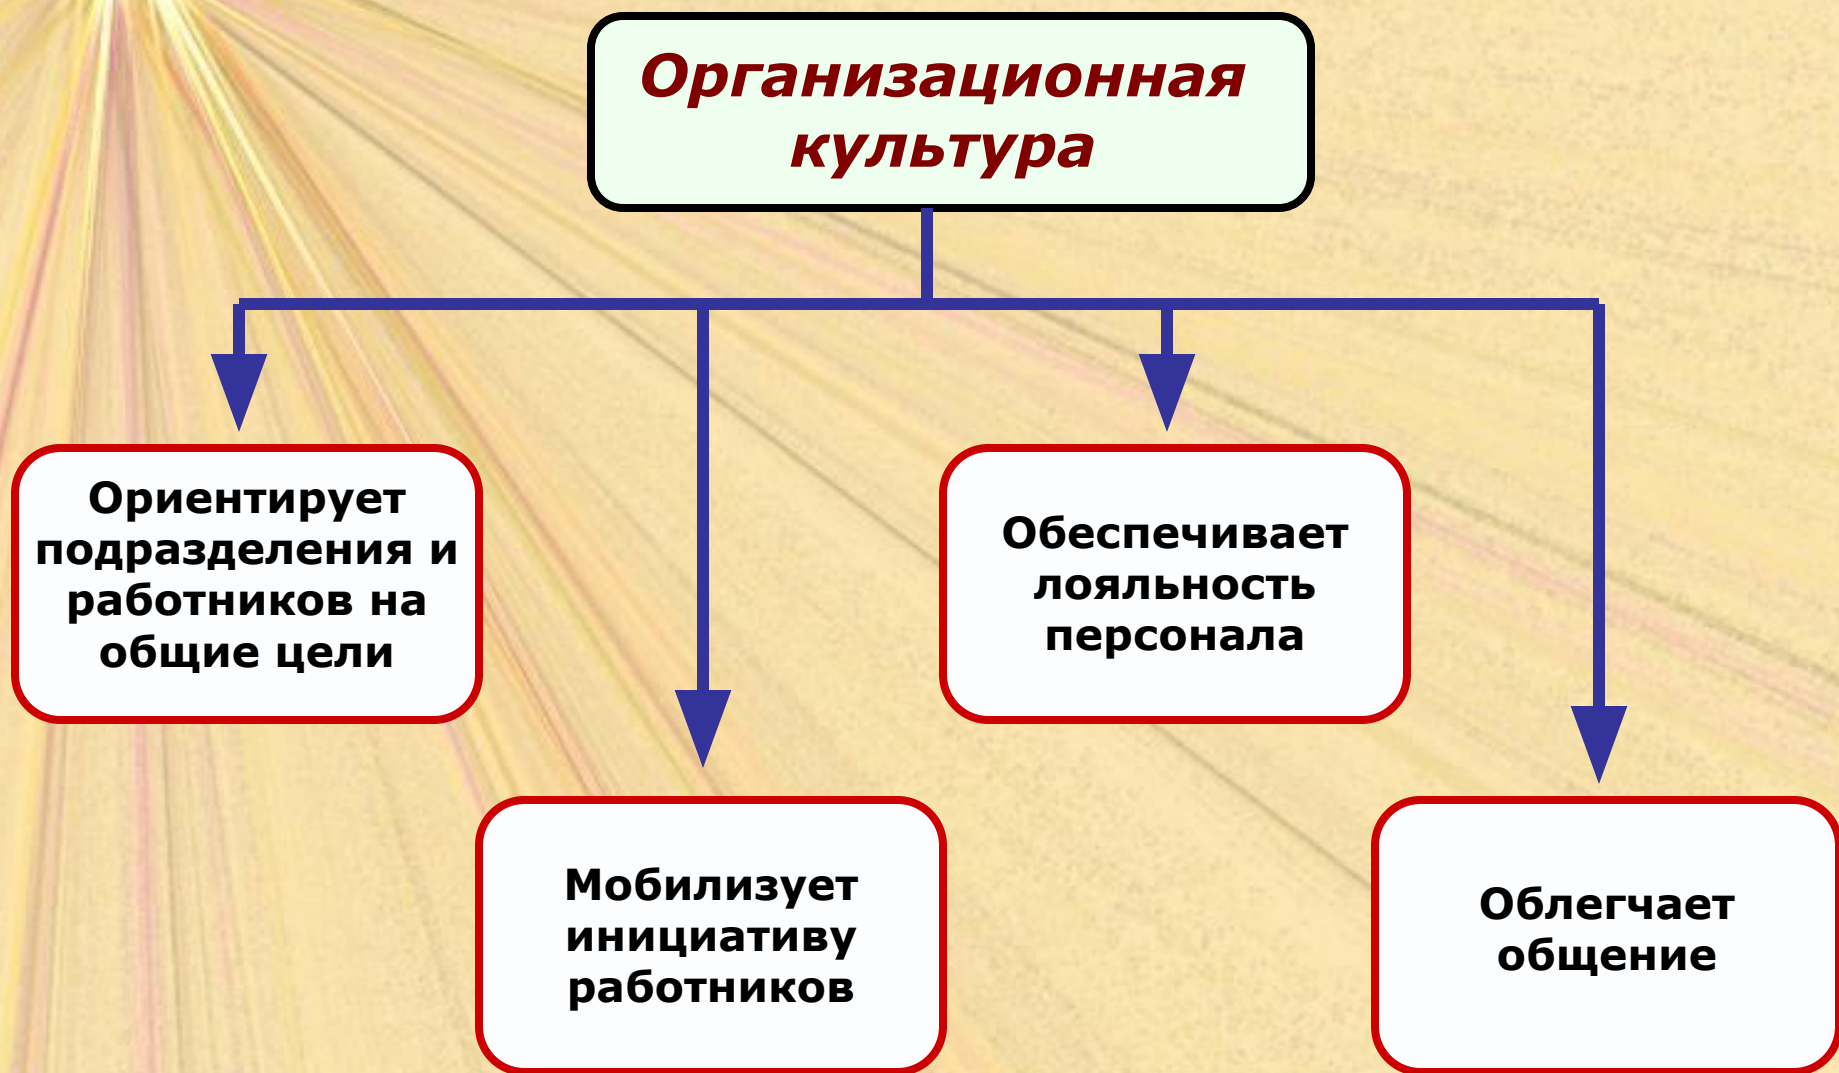 Организационная
культура
Ориентирует
подразделения и
работников на
общие цели
Обеспечивает
лояльность
персонала
Мобилизует
инициативу
работников
Облегчает
общение